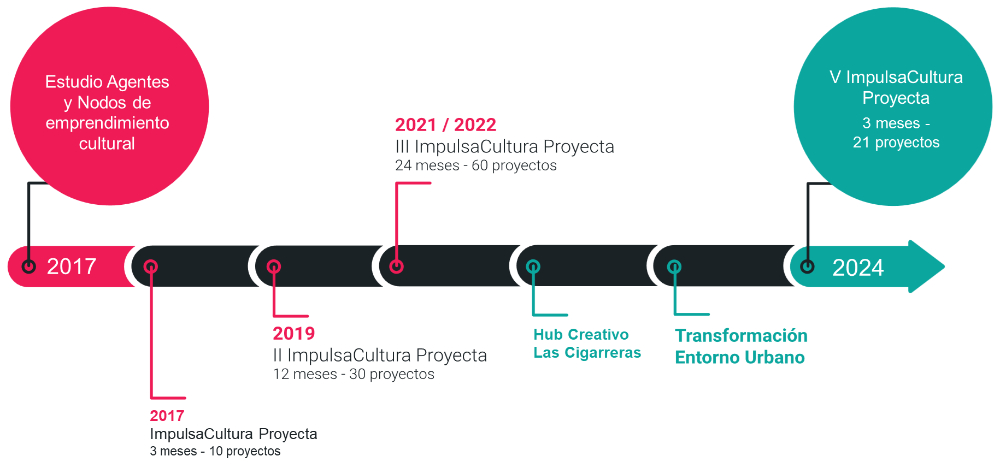 Estudio Agentes
y Nodos de
emprendimiento
cultural
V ImpulsaCultura
Proyecta
3 meses -
21 proyectos
2021 / 2022
III ImpulsaCultura Proyecta
24 meses - 60 proyectos
2017
2024
2019
II ImpulsaCultura Proyecta
12 meses - 30 proyectos
Hub Creativo
Las Cigarreras
Transformación
Entorno Urbano
2017
ImpulsaCultura Proyecta
3 meses - 10 proyectos